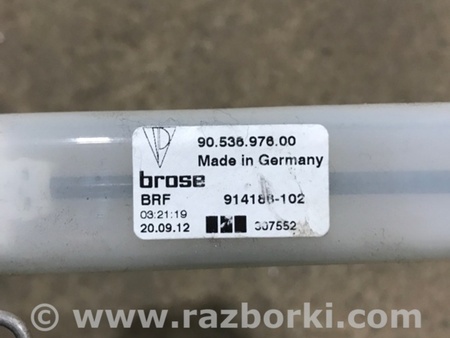 90.536.976.00
Made in Germany
brose
BRF 914186-102
03:21:19
20.09.12 307552
© www.razborki.com